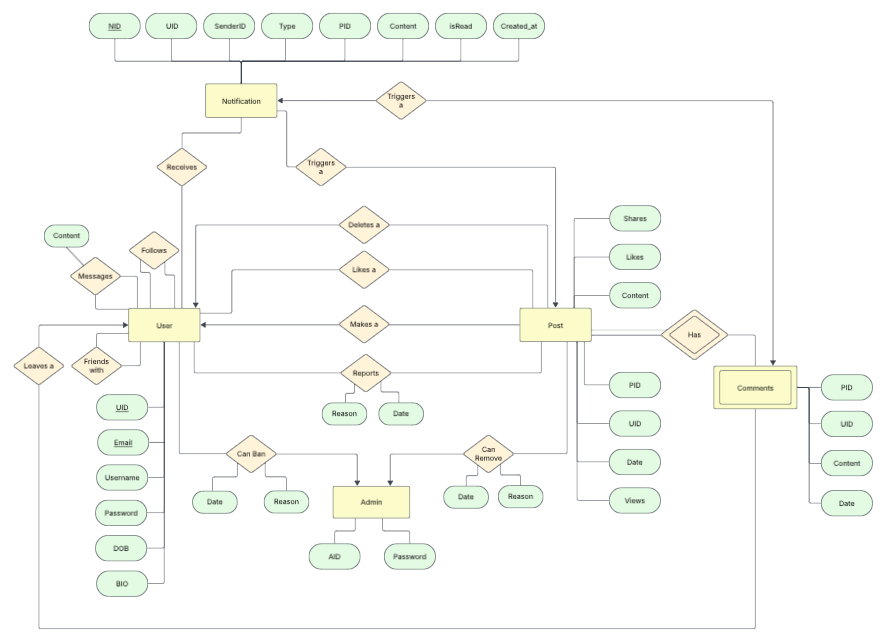 NID
UID
SenderID
Type
PID
Content
isRead
Created_at
Notification
Triggers
a
Receives
Triggers
a
Deletes a
Shares
Content
Follows
Messages
Likes a
Likes
Content
User
Makes a
Post
Has
Leaves a
Friends
with
Reports
Comments
Reason
Date
PID
UID
Date
Views
PID
UID
Content
Date
UID
Email
Username
Password
DOB
BIO
Can Ban
Date
Reason
Can
Remove
Date
Reason
Admin
AID
Password